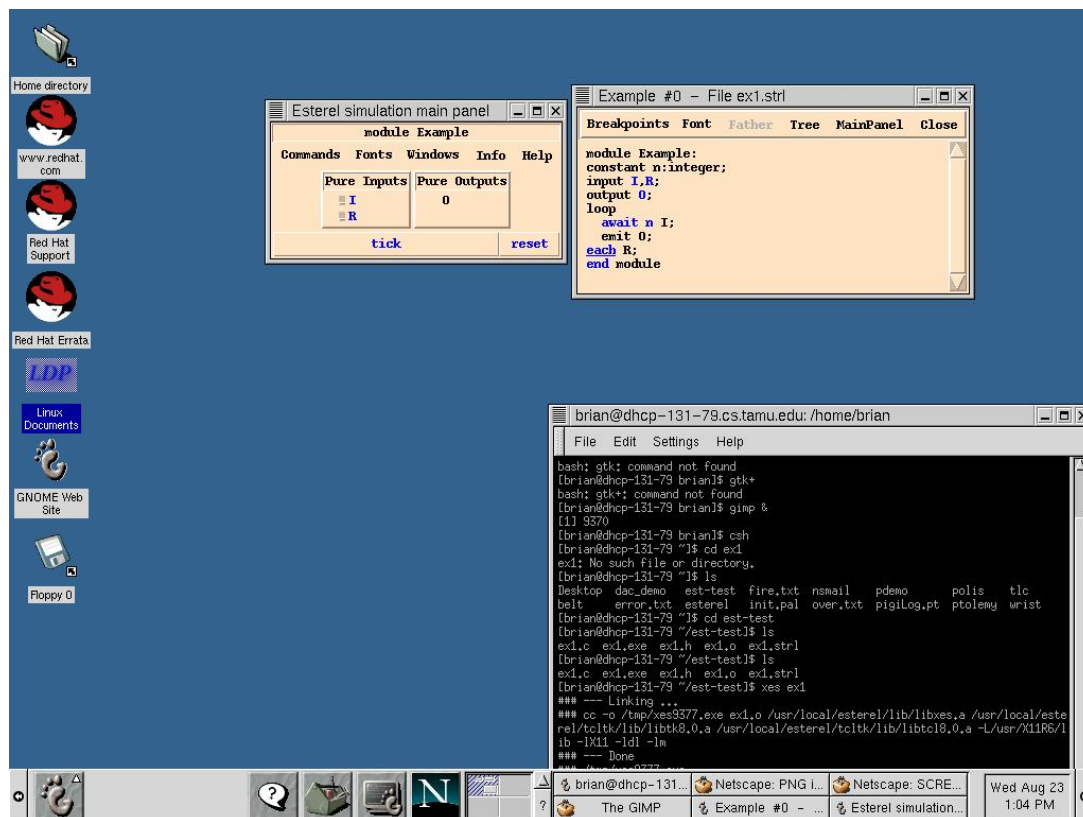 Home directory
www.redhat.
com
Red Hat
Support
Red Hat Errata
LDP
Linux
Documents
GNOME Web
Site
Floppy 0
Esterel simulation main panel
module Example
Commands Fonts Windows Info Help
Pure Inputs Pure Outputs
I O
R
tick reset
Example #0 - File ex1.strl
Breakpoints Font Father Tree MainPanel Close
module Example:
constant n:integer;
input I,R;
output O;
loop
await n I;
emit O;
each R;
end module
brian@dhcp-131-79.cs.tamu.edu: /home/brian
File Edit Settings Help
bash: gtk: command not found
[brian@dhcp-131-79 brian]$ gtk+
bash: gtk+: command not found
[brian@dhcp-131-79 brian]$ gimp &
[1] 9370
[brian@dhcp-131-79 brian]$ csh
[brian@dhcp-131-79 ~]$ cd ex1
ex1: No such file or directory.
[brian@dhcp-131-79 ~]$ ls
Desktop dac_demo est-test fire.txt nsmail pdemo polis tlc
belt error.txt esterel init.pal over.txt pigiLog.pt ptolemy wrist
[brian@dhcp-131-79 ~]$ cd est-test
[brian@dhcp-131-79 ~/est-test]$ ls
ex1.c ex1.exe ex1.h ex1.o ex1.strl
[brian@dhcp-131-79 ~/est-test]$ ls
ex1.c ex1.exe ex1.h ex1.o ex1.strl
[brian@dhcp-131-79 ~/est-test]$ xes ex1
### --- Linking ...
### cc -o /tmp/xes9377.exe ex1.o /usr/local/esterel/lib/libxes.a /usr/local/este
rel/tcltk/lib/libtk8.0.a /usr/local/esterel/tcltk/lib/libtcl8.0.a -L/usr/X11R6/l
ib -lX11 -ldl -lm
### --- Done
### /tmp/xes9377.exe
N
?
brian@dhcp-131... Netscape: PNG i... Netscape: SCRE...
? The GIMP Example #0 - ... Esterel simulation...
Wed Aug 23
1:04 PM